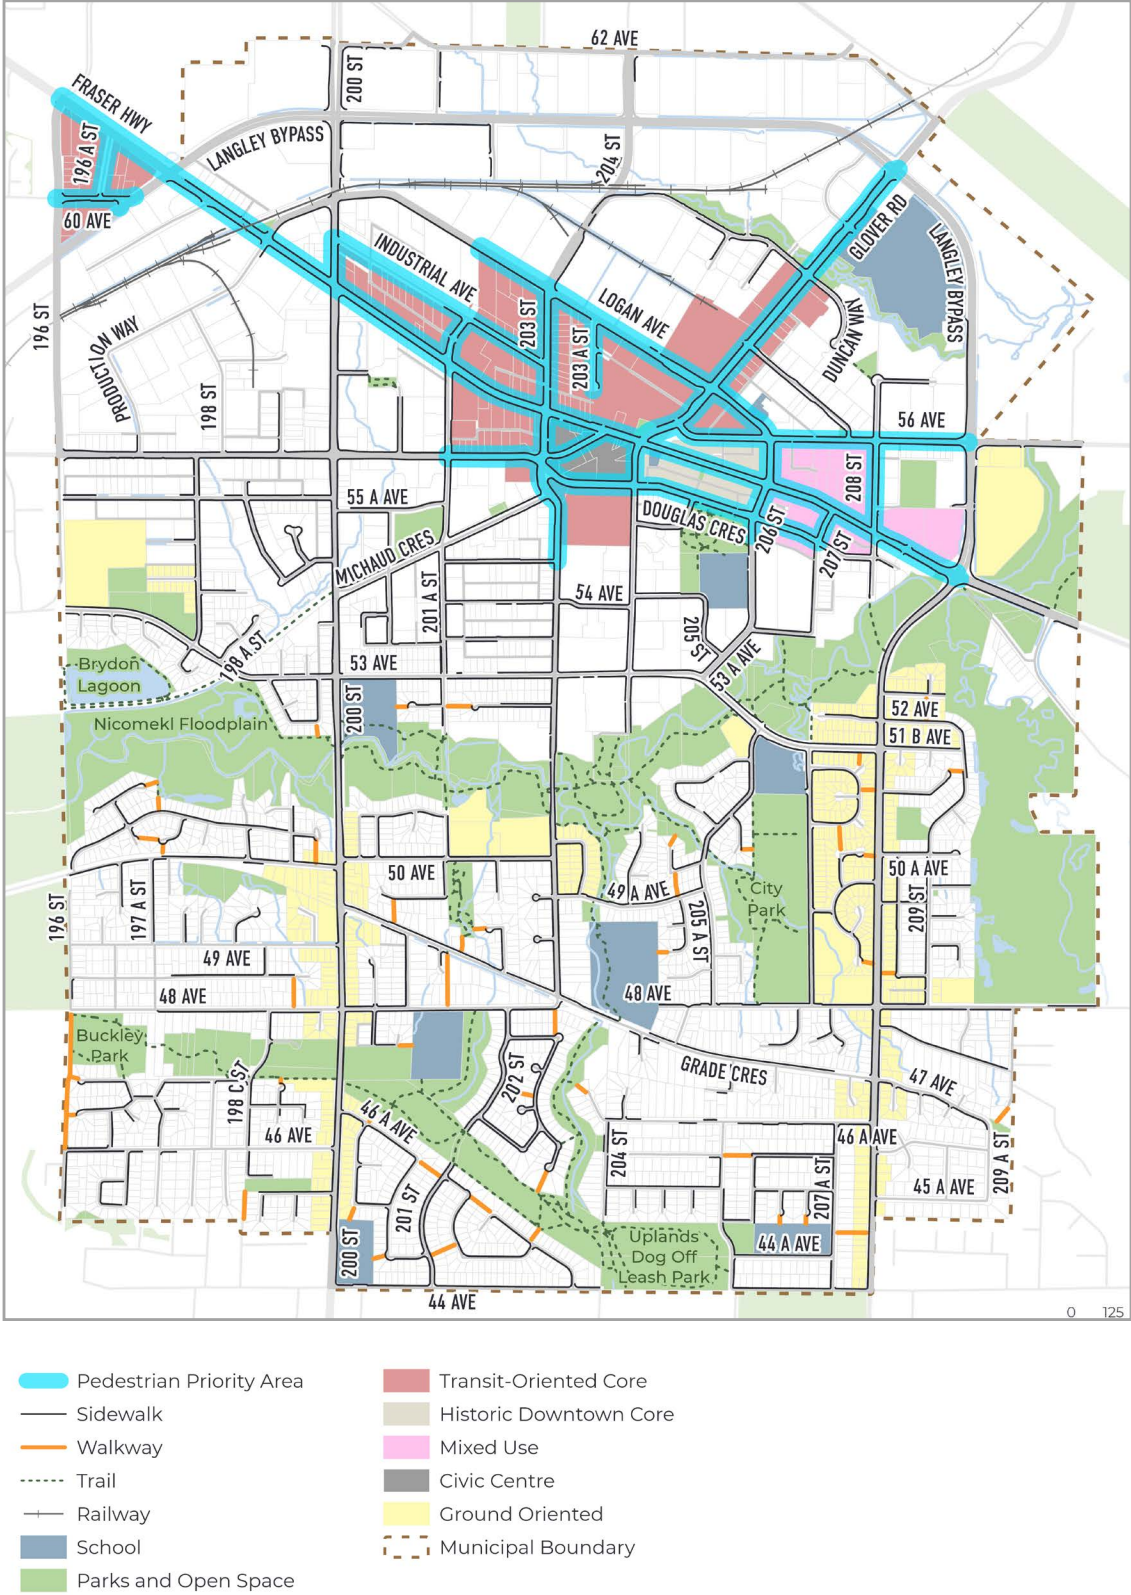 62 AVE
FRASER HWY
200 ST
196 A ST
LANGLEY BYPASS
204 ST
60 AVE
GLOVER RD
LANGLEY BYPASS
INDUSTRIAL AVE
196 ST
203 ST
LOGAN AVE
203 A ST
DUNCAN WAY
PRODUCTION WAY
198 ST
56 AVE
208 ST
55 A AVE
DOUGLAS CRES
206 ST
207 ST
MICHAUD CRES
201 A ST
54 AVE
205 ST
198 A ST
53 AVE
53 A AVE
Brydon
Lagoon
200 ST
52 AVE
Nicomekl Floodplain
51 B AVE
50 AVE
50 A AVE
49 A AVE
City
Park
196 ST
197 A ST
205 A ST
209 ST
49 AVE
48 AVE
48 AVE
Buckley
Park
GRADE CRES
47 AVE
198 C ST
202 ST
46 A AVE
46 AVE
204 ST
46 A AVE
209 A ST
45 A AVE
201 ST
207 A ST
200 ST
Uplands
Dog Off
Leash Park
44 A AVE
44 AVE
0 125
Pedestrian Priority Area
Sidewalk
Walkway
Trail
Railway
School
Parks and Open Space
Transit-Oriented Core
Historic Downtown Core
Mixed Use
Civic Centre
Ground Oriented
Municipal Boundary